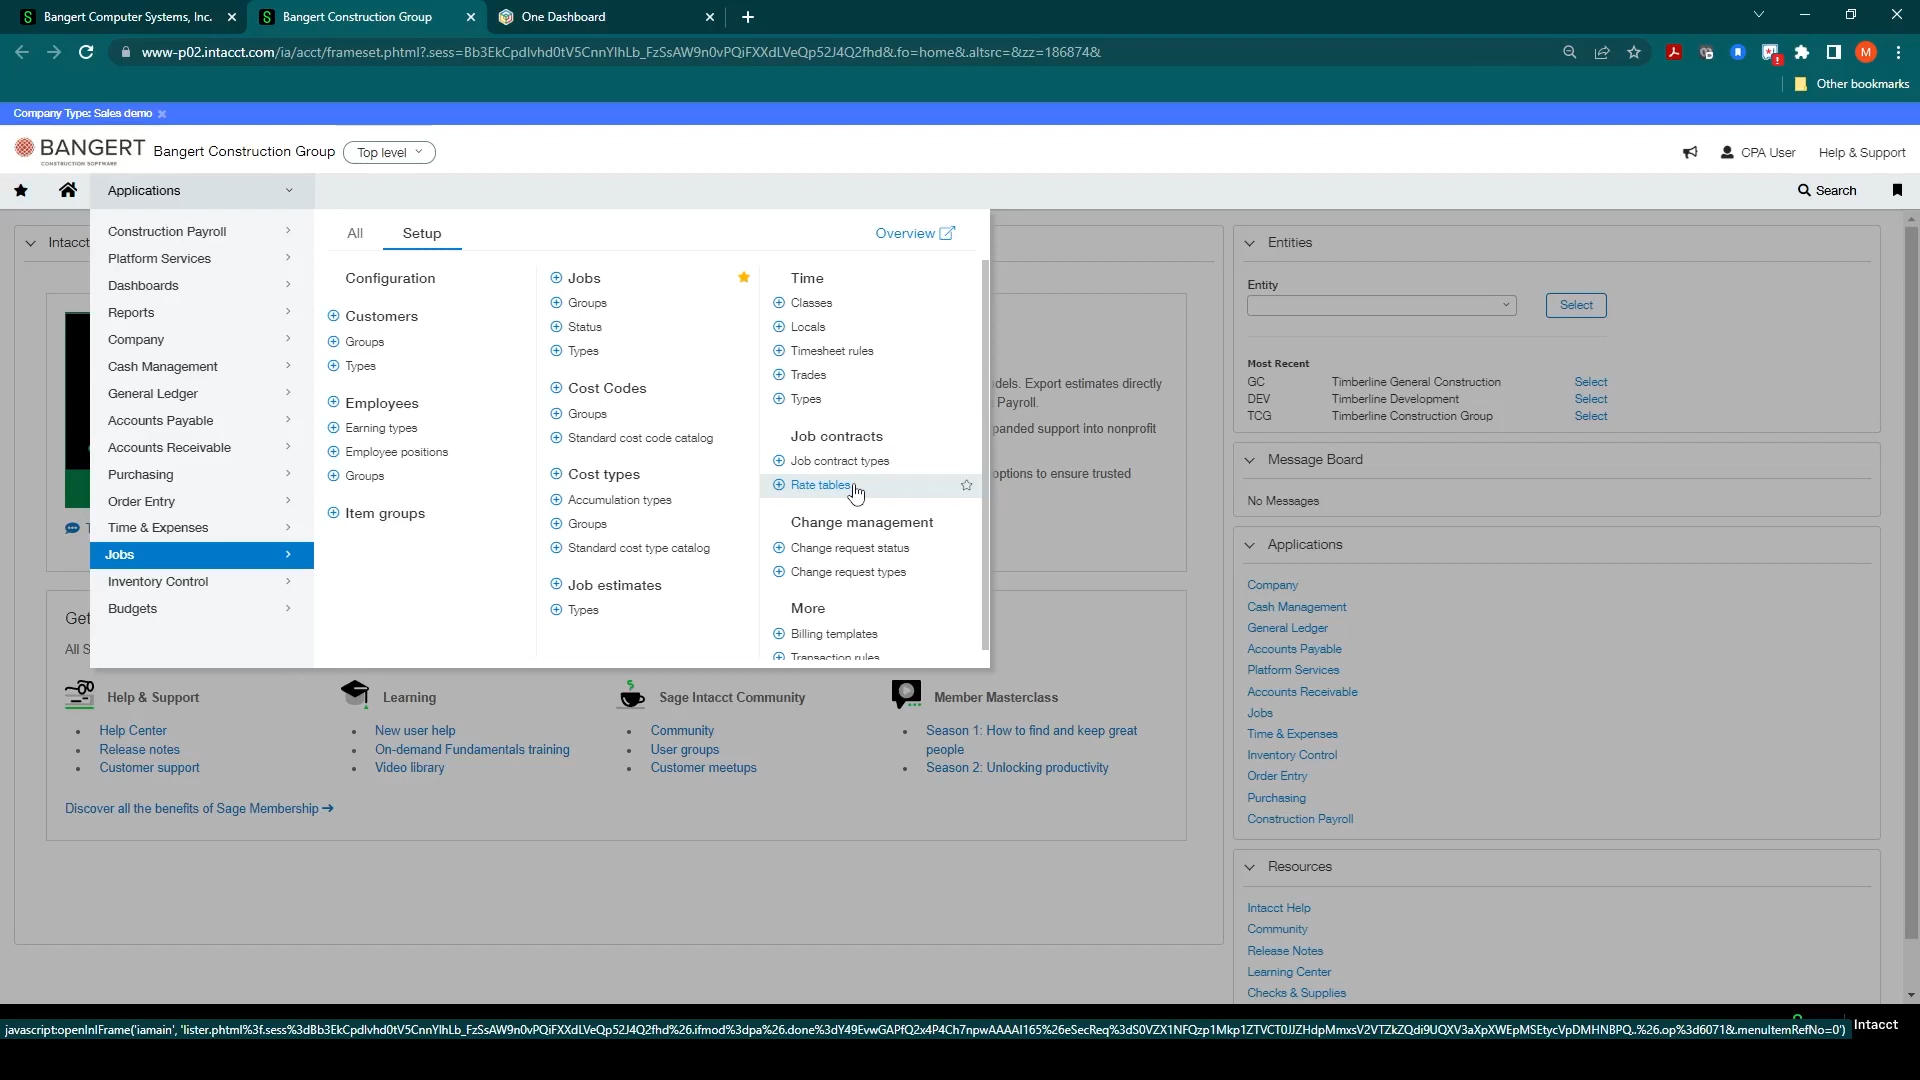 Bangert Computer Systems, Inc.
Bangert Construction Group
One Dashboard
www-p02.intacct.com/ia/acct/frameset.phtml?.sess=Bb3EkCpdlvhd0tV5CnnYlhLb_FzSsAW9n0vPQiFXXdLVeQp52J4Q2fhd&.fo=home&.altsrc=&zz=186874&
M
Other bookmarks
Company Type: Sales demo
BANGERT
CONSTRUCTION SOFTWARE
Bangert Construction Group
Top level
CPA User
Help & Support
Applications
Search
Construction Payroll
Platform Services
Dashboards
Reports
Company
Cash Management
General Ledger
Accounts Payable
Accounts Receivable
Purchasing
Order Entry
Time & Expenses
Jobs
Inventory Control
Budgets
All
Setup
Overview
Configuration
Customers
Groups
Types
Employees
Earning types
Employee positions
Groups
Item groups
Jobs
Groups
Status
Types
Cost Codes
Groups
Standard cost code catalog
Cost types
Accumulation types
Groups
Standard cost type catalog
Job estimates
Types
Time
Classes
Locals
Timesheet rules
Trades
Types
Job contracts
Job contract types
Rate tables
Change management
Change request status
Change request types
More
Billing templates
Transaction rules
Intacct
dels. Export estimates directly
Payroll.
panded support into nonprofit
options to ensure trusted
Get
All S
Help & Support
Help Center
Release notes
Customer support
Learning
New user help
On-demand Fundamentals training
Video library
Sage Intacct Community
Community
User groups
Customer meetups
Member Masterclass
Season 1: How to find and keep great
people
Season 2: Unlocking productivity
Discover all the benefits of Sage Membership
Entities
Entity
Select
Most Recent
GC Timberline General Construction Select
DEV Timberline Development Select
TCG Timberline Construction Group Select
Message Board
No Messages
Applications
Company
Cash Management
General Ledger
Accounts Payable
Platform Services
Accounts Receivable
Jobs
Time & Expenses
Inventory Control
Order Entry
Purchasing
Construction Payroll
Resources
Intacct Help
Community
Release Notes
Learning Center
Checks & Supplies
Intacct